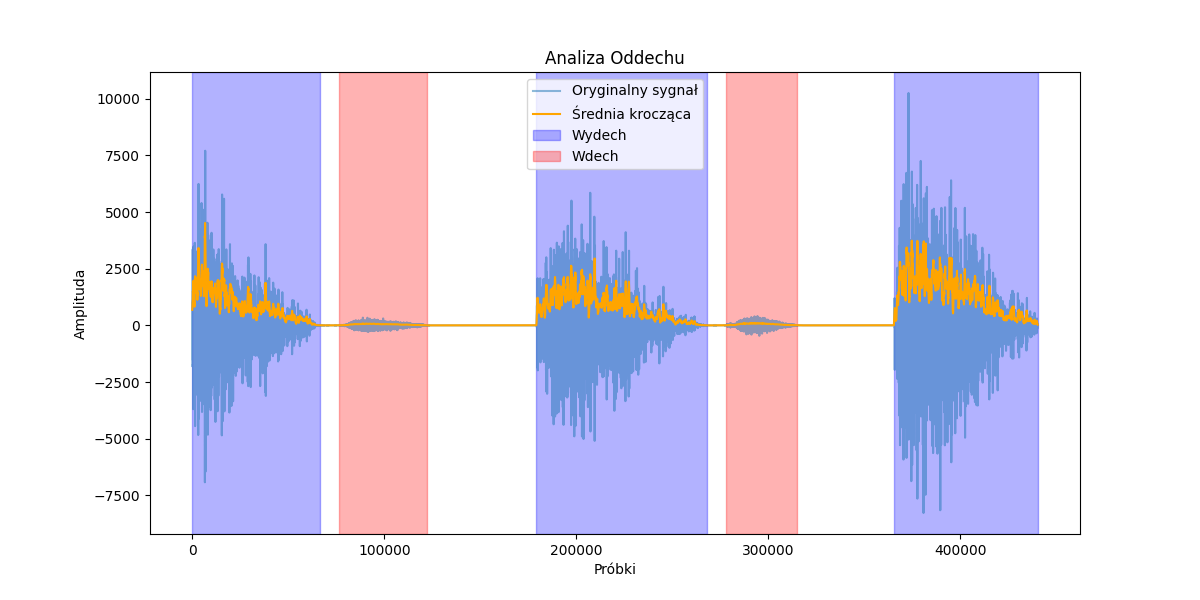 Analiza Oddechu
Oryginalny sygnał
Średnia krocząca
Wydech
Wdech
Amplituda
10000
7500
5000
2500
0
−2500
−5000
−7500
0
100000
200000
300000
400000
Próbki